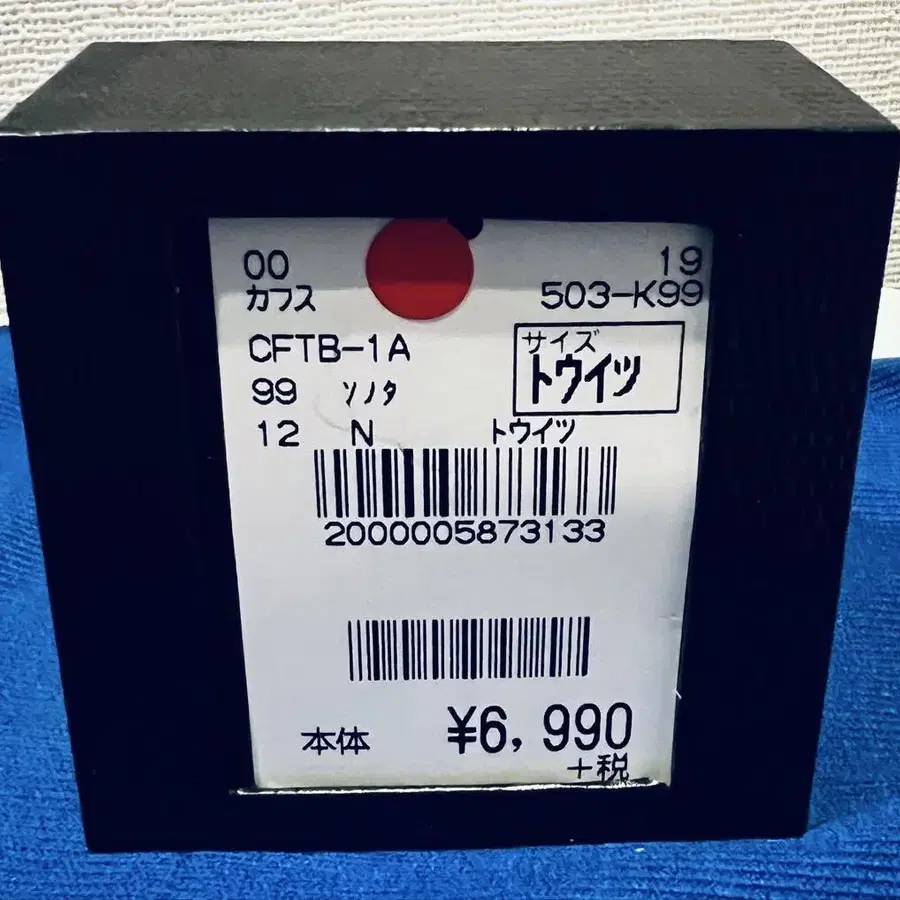 00 19
カフス 503-K99
CFTB-1A
サイズ
トウイツ
99 ソノタ
12 N トウイツ
2000005873133
本体 ¥6,990
+税